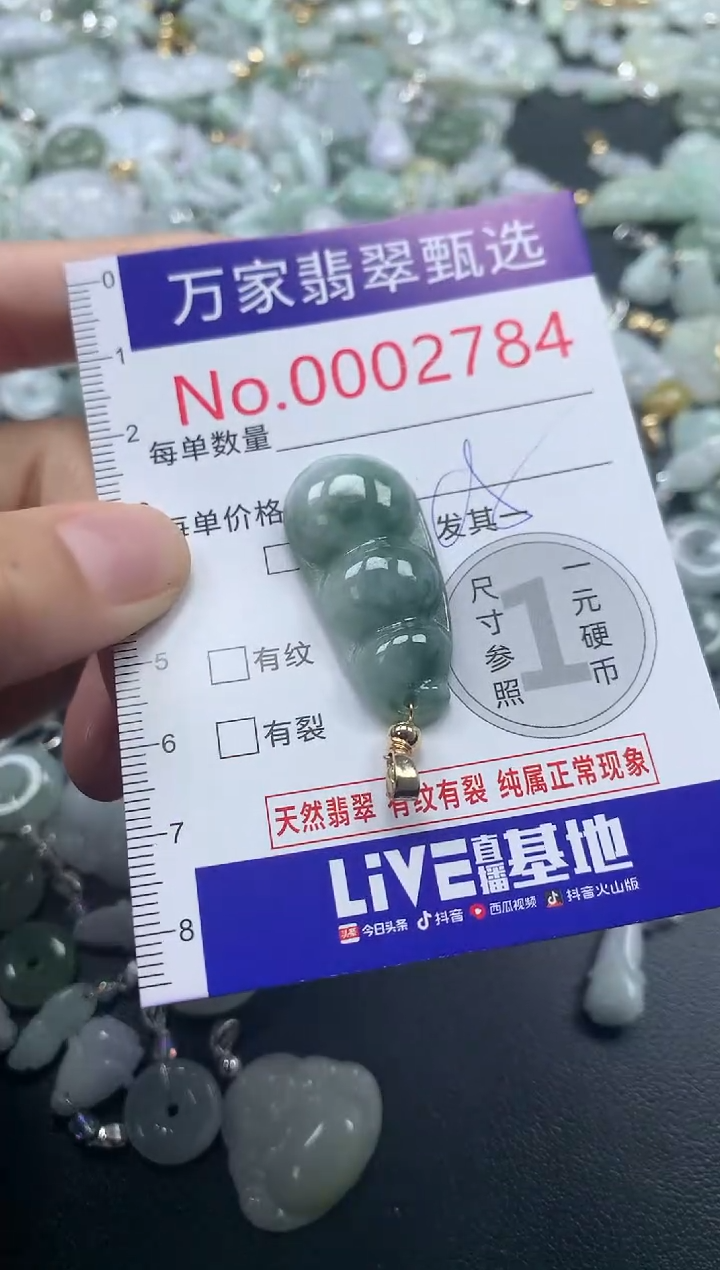 万家翡翠甄选
No.0002784
每单数量
每单价格
发其一
有纹
有裂
尺寸参照
1
一元硬币
天然翡翠 有纹有裂 纯属正常现象
LiVE直播基地
头条 今日头条 抖音 西瓜视频 抖音火山版
0
1
2
5
6
7
8